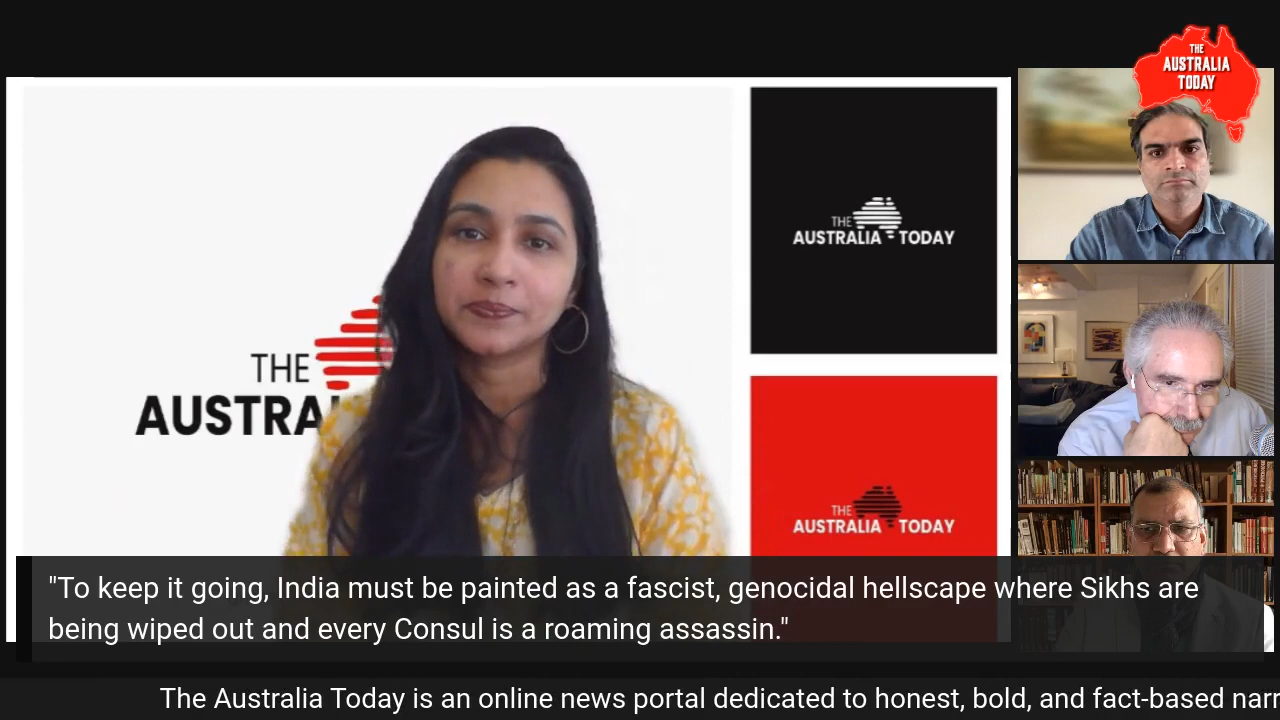 THE
AUSTRALIA
TODAY
THE
AUSTRALIA TODAY
THE
AUSTRA
THE
AUSTRALIA TODAY
"To keep it going, India must be painted as a fascist, genocidal hellscape where Sikhs are
being wiped out and every Consul is a roaming assassin."
The Australia Today is an online news portal dedicated to honest, bold, and fact-based narr